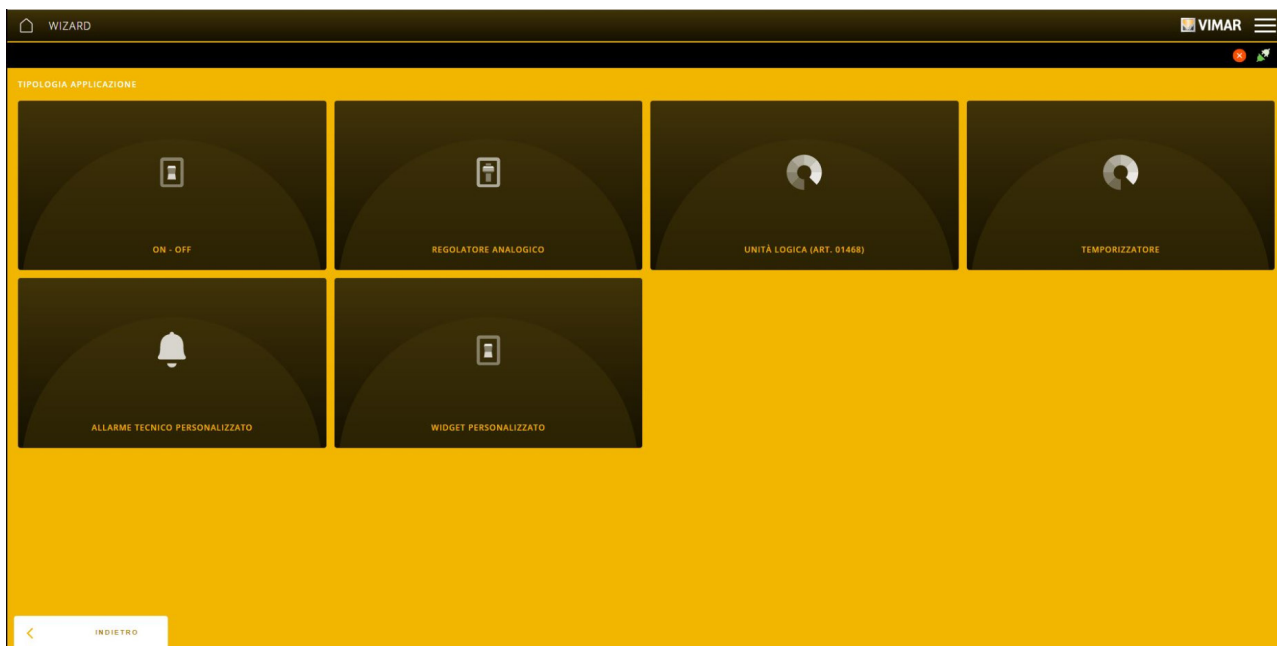 WIZARD
VIMAR
TIPOLOGIA APPLICAZIONE
ON - OFF
REGOLATORE ANALOGICO
UNITÀ LOGICA (ART. 01468)
TEMPORIZZATORE
ALLARME TECNICO PERSONALIZZATO
WIDGET PERSONALIZZATO
INDIETRO